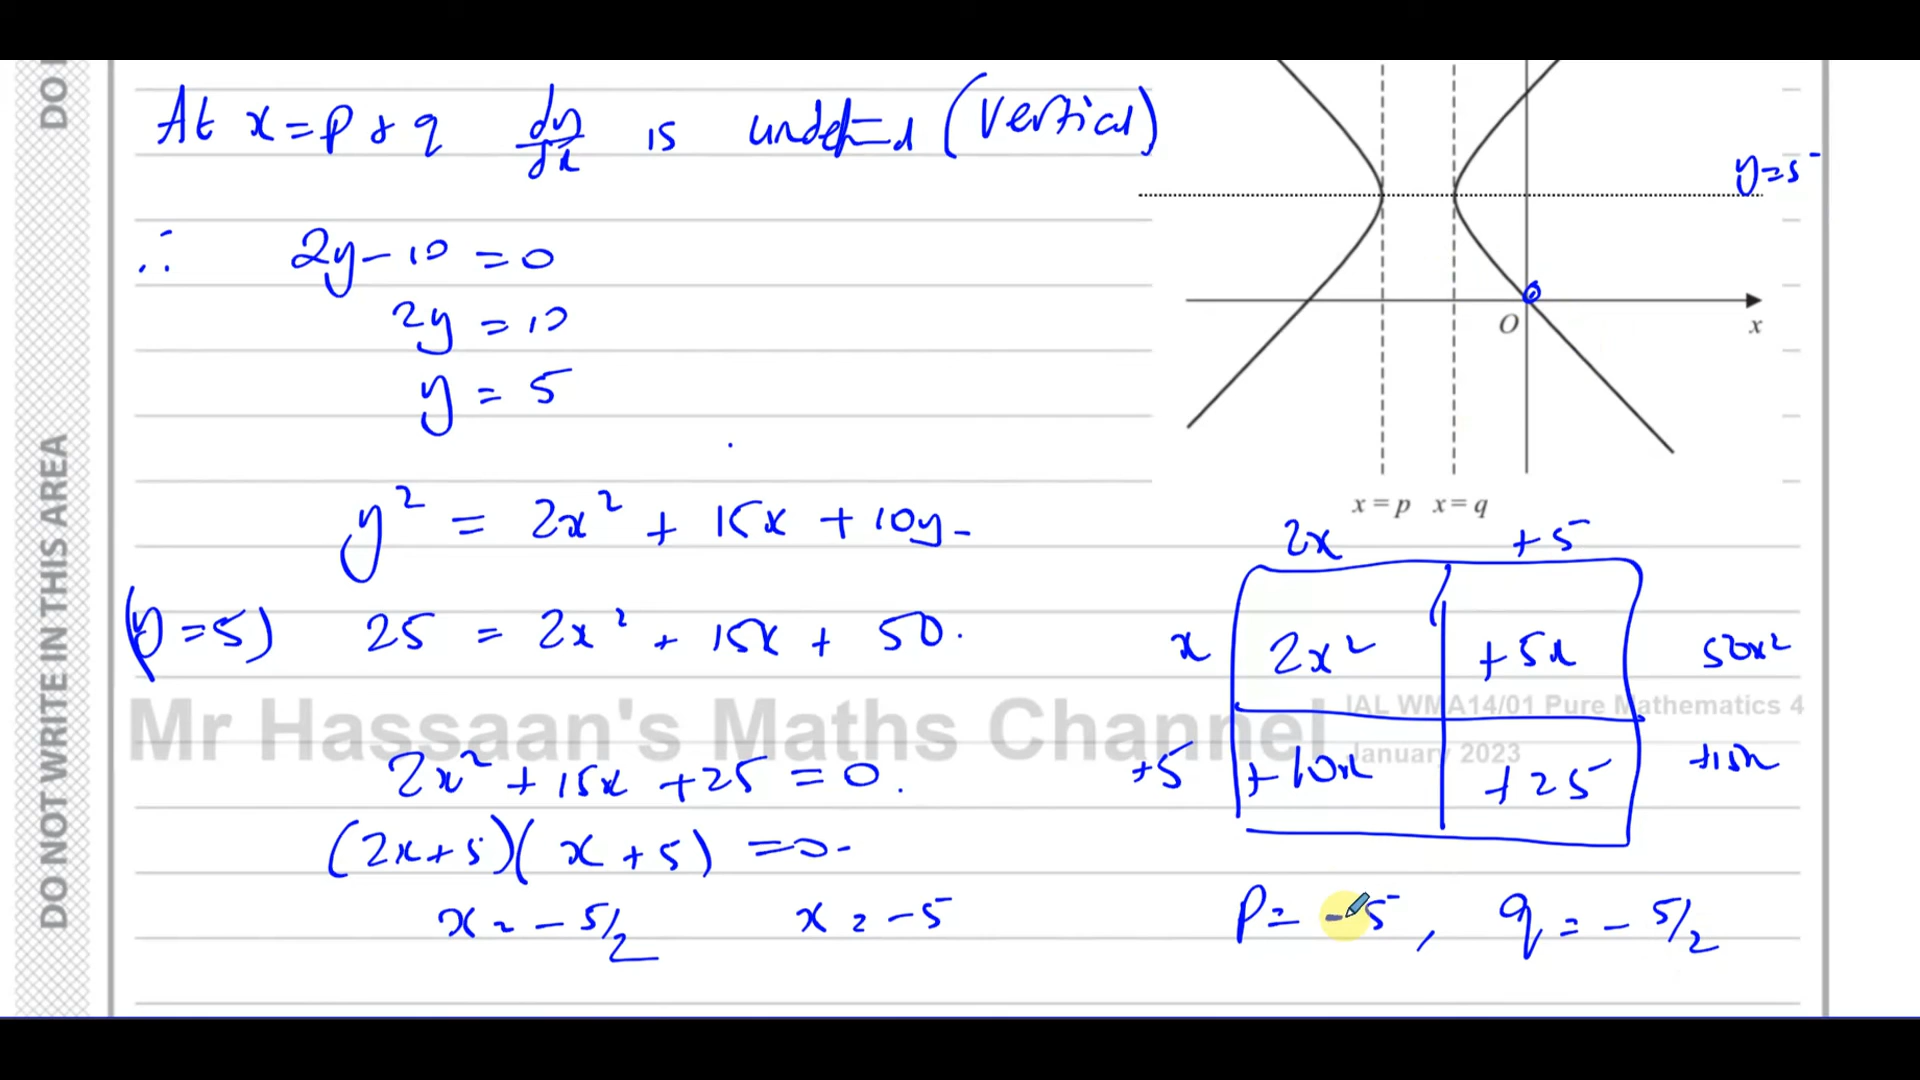 DO NOT WRITE IN THIS AREA
DO
At x=p & q dy/dx is undefined (Vertical)
y=5
∴ 2y-10 = 0
2y = 10
y = 5
O
x
x = p x = q
y² = 2x² + 15x + 10y
(y=5) 25 = 2x² + 15x + 50.
2x +5
x 2x² +5x 50x²
+5 +10x +25 +15x
Mr Hassaan's Maths Channel
IAL WMA14/01 Pure Mathematics 4
January 2023
2x² + 15x + 25 = 0.
(2x+5)(x+5) = 0
x = -5/2 x = -5
p = -5, q = -5/2